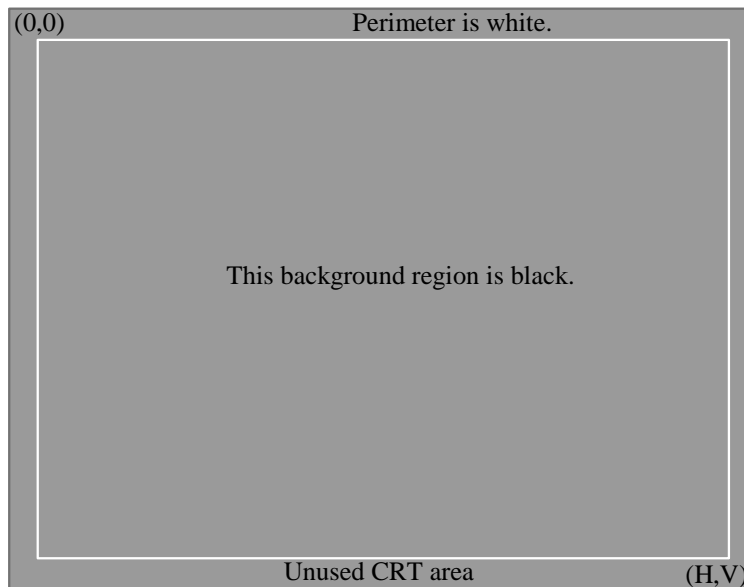 (0,0) Perimeter is white.
This background region is black.
Unused CRT area (H,V)